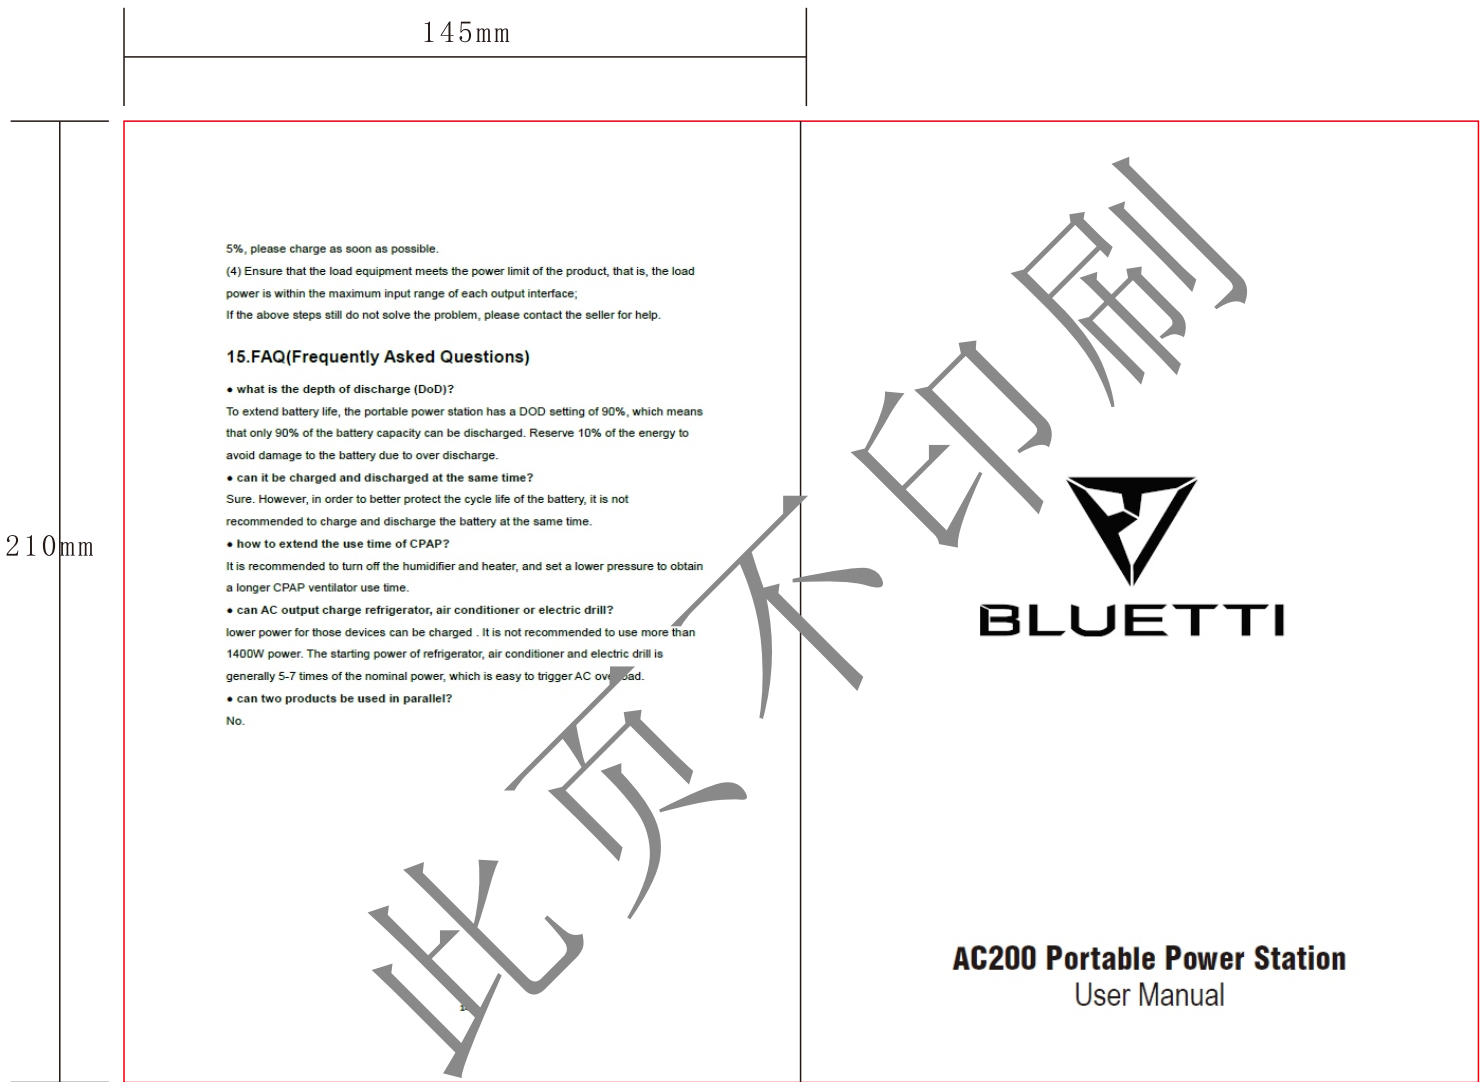 145mm
210mm
5%, please charge as soon as possible.
(4) Ensure that the load equipment meets the power limit of the product, that is, the load
power is within the maximum input range of each output interface;
If the above steps still do not solve the problem, please contact the seller for help.
15.FAQ(Frequently Asked Questions)
● what is the depth of discharge (DoD)?
To extend battery life, the portable power station has a DOD setting of 90%, which means
that only 90% of the battery capacity can be discharged. Reserve 10% of the energy to
avoid damage to the battery due to over discharge.
● can it be charged and discharged at the same time?
Sure. However, in order to better protect the cycle life of the battery, it is not
recommended to charge and discharge the battery at the same time.
● how to extend the use time of CPAP?
It is recommended to turn off the humidifier and heater, and set a lower pressure to obtain
a longer CPAP ventilator use time.
● can AC output charge refrigerator, air conditioner or electric drill?
lower power for those devices can be charged . It is not recommended to use more than
1400W power. The starting power of refrigerator, air conditioner and electric drill is
generally 5-7 times of the nominal power, which is easy to trigger AC overload.
● can two products be used in parallel?
No.
此页不印刷
BLUETTI
AC200 Portable Power Station
User Manual